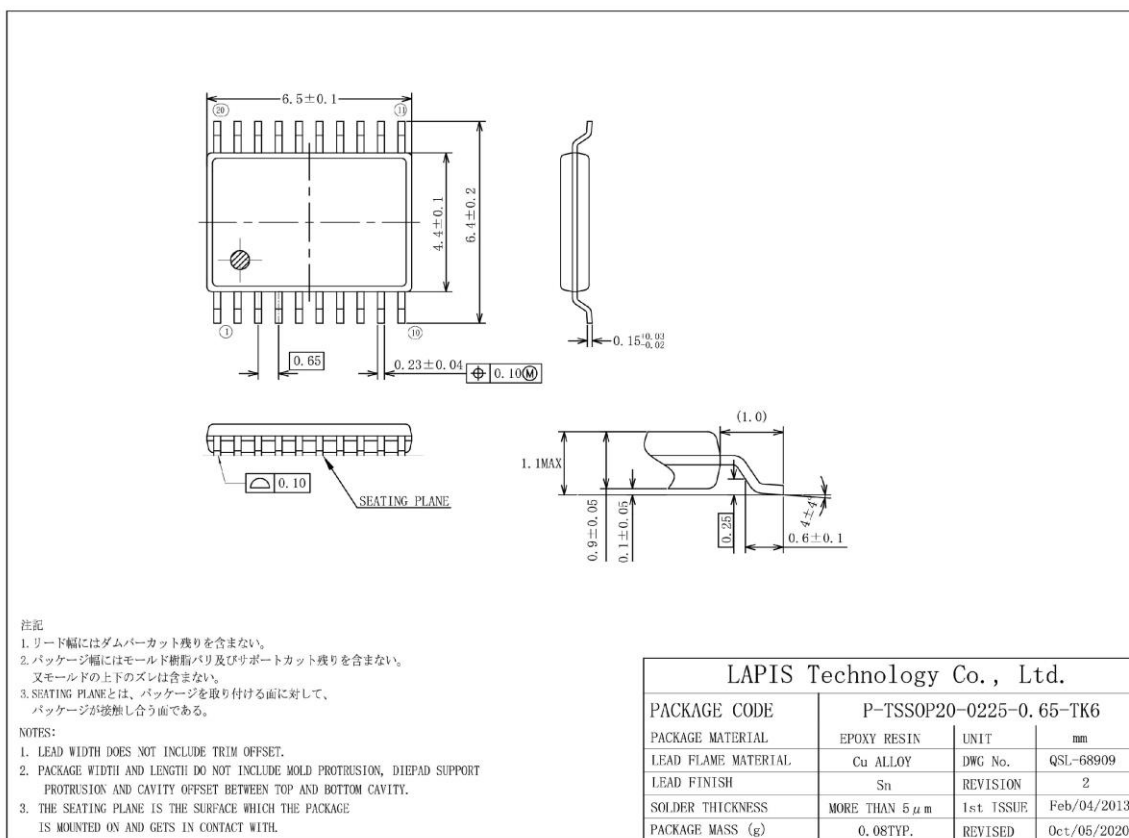 6.5±0.1
⑳
⑪
4.4±0.1
6.4±0.2
①
⑩
0.65
0.23±0.04
⌖ 0.10Ⓜ
0.15+0.03-0.02
⌓ 0.10
SEATING PLANE
(1.0)
1.1MAX
0.9±0.05
0.1±0.05
0.25
4±4°
0.6±0.1
注記
1.リード幅にはダムバーカット残りを含まない。
2.パッケージ幅にはモールド樹脂バリ及びサポートカット残りを含まない。
又モールドの上下のズレは含まない。
3.SEATING PLANEとは、パッケージを取り付ける面に対して、
パッケージが接触し合う面である。
NOTES:
1. LEAD WIDTH DOES NOT INCLUDE TRIM OFFSET.
2. PACKAGE WIDTH AND LENGTH DO NOT INCLUDE MOLD PROTRUSION, DIEPAD SUPPORT
PROTRUSION AND CAVITY OFFSET BETWEEN TOP AND BOTTOM CAVITY.
3. THE SEATING PLANE IS THE SURFACE WHICH THE PACKAGE
IS MOUNTED ON AND GETS IN CONTACT WITH.
LAPIS Technology Co., Ltd.
PACKAGE CODE P-TSSOP20-0225-0.65-TK6
PACKAGE MATERIAL EPOXY RESIN UNIT mm
LEAD FLAME MATERIAL Cu ALLOY DWG No. QSL-68909
LEAD FINISH Sn REVISION 2
SOLDER THICKNESS MORE THAN 5μm 1st ISSUE Feb/04/2013
PACKAGE MASS (g) 0.08TYP. REVISED Oct/05/2020